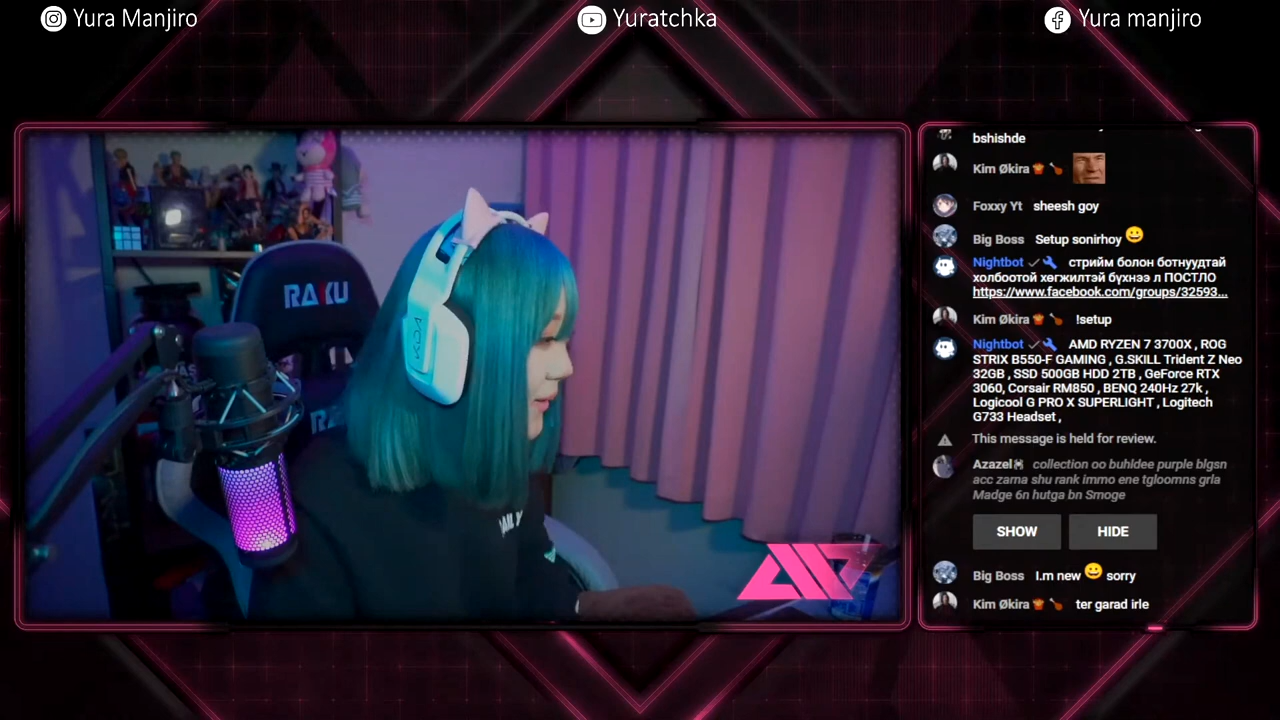 Yura Manjiro
Yuratchka
Yura manjiro
RAKU
bshishde
Kim Økira
Foxxy Yt sheesh goy
Big Boss Setup sonirhoy
Nightbot стрийм болон ботнуудтай
холбоотой хөгжилтэй бүхнээ л ПОСТЛО
https://www.facebook.com/groups/32593...
Kim Økira !setup
Nightbot AMD RYZEN 7 3700X , ROG
STRIX B550-F GAMING , G.SKILL Trident Z Neo
32GB , SSD 500GB HDD 2TB , GeForce RTX
3060, Corsair RM850 , BENQ 240Hz 27k ,
Logicool G PRO X SUPERLIGHT , Logitech
G733 Headset ,
This message is held for review.
Azazel collection oo buhldee purple blgsn
acc zarna shu rank immo ene tgloomns grla
Madge 6n hutga bn Smoge
SHOW HIDE
Big Boss I.m new sorry
Kim Økira ter garad irle